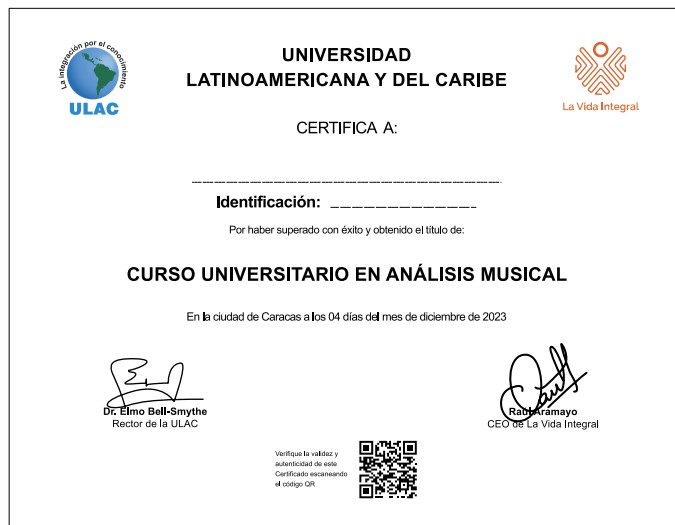 La integración por el conocimiento
ULAC
UNIVERSIDAD
LATINOAMERICANA Y DEL CARIBE
La Vida Integral
CERTIFICA A:
Identificación:
Por haber superado con éxito y obtenido el título de:
CURSO UNIVERSITARIO EN ANÁLISIS MUSICAL
En la ciudad de Caracas a los 04 días del mes de diciembre de 2023
Dr. Elmo Bell-Smythe
Rector de la ULAC
Raúl Aramayo
CEO de La Vida Integral
Verifique la validez y
autenticidad de este
Certificado escaneando
el código QR